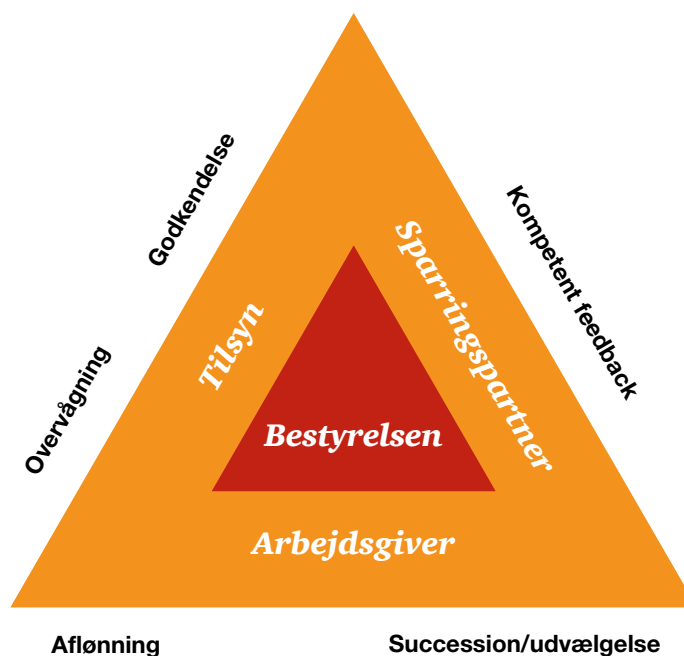 Godkendelse
Overvågning
Kompetent feedback
Tilsyn
Sparringspartner
Bestyrelsen
Arbejdsgiver
Aflønning
Succession/udvælgelse